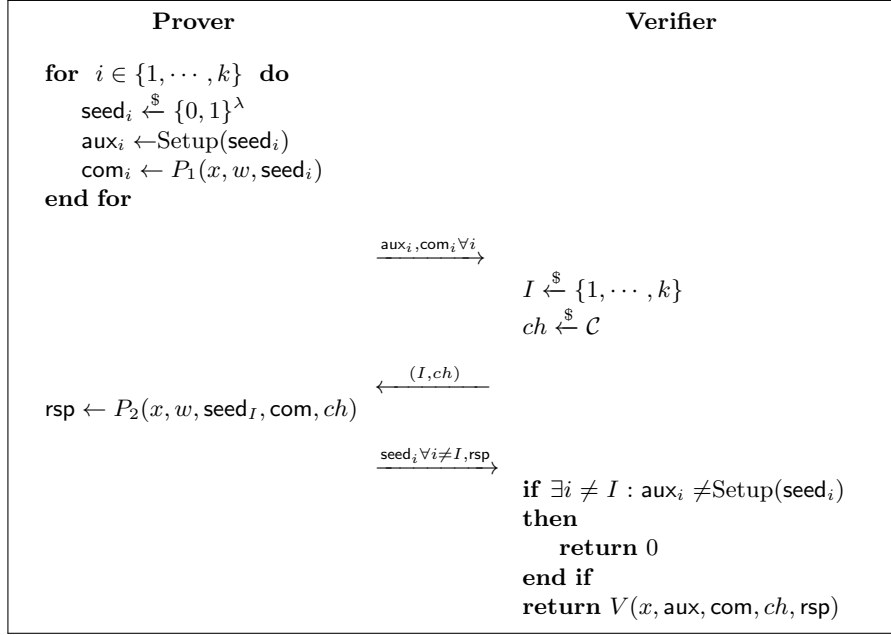 Prover Verifier
for i ∈ {1, ⋯ , k} do
seed_i ←$ {0, 1}^λ
aux_i ←Setup(seed_i)
com_i ← P_1(x, w, seed_i)
end for
aux_i,com_i∀i
I ←$ {1, ⋯ , k}
ch ←$ C
(I,ch)
rsp ← P_2(x, w, seed_I, com, ch)
seed_i∀i≠I,rsp
if ∃i ≠ I : aux_i ≠Setup(seed_i)
then
return 0
end if
return V(x, aux, com, ch, rsp)